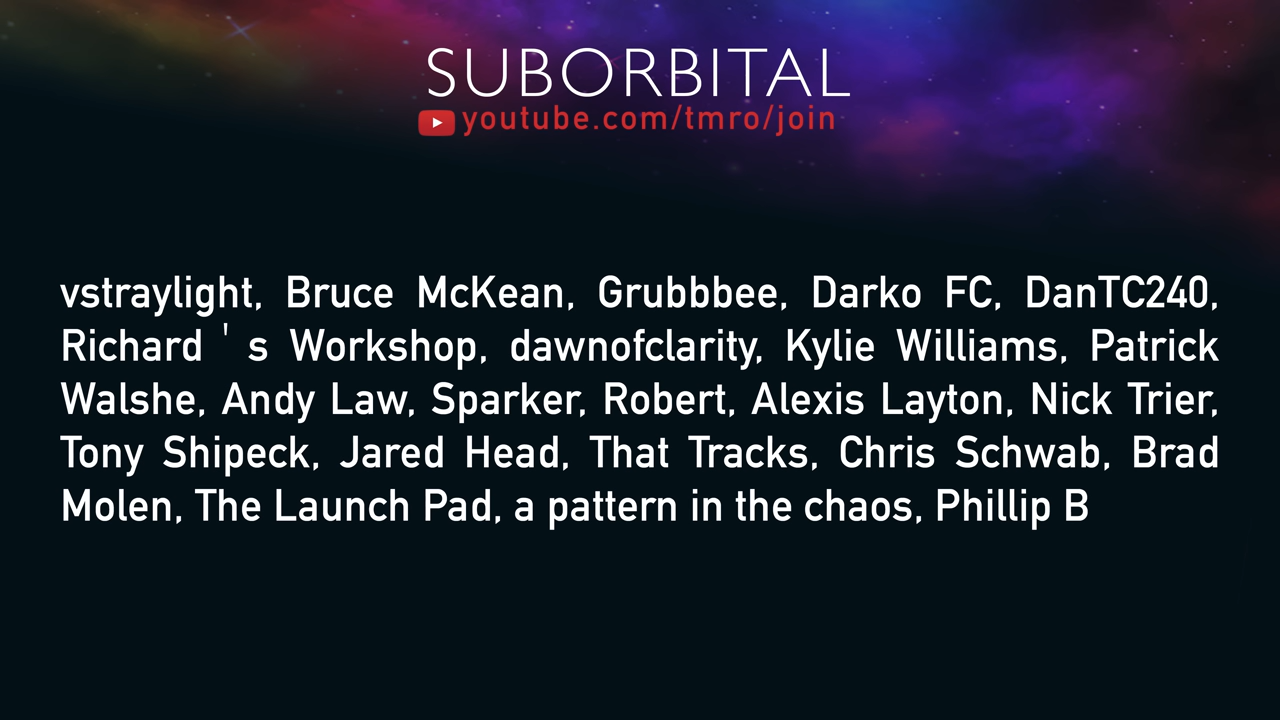 SUBORBITAL
youtube.com/tmro/join
vstraylight, Bruce McKean, Grubbbee, Darko FC, DanTC240,
Richard ' s Workshop, dawnofclarity, Kylie Williams, Patrick
Walshe, Andy Law, Sparker, Robert, Alexis Layton, Nick Trier,
Tony Shipeck, Jared Head, That Tracks, Chris Schwab, Brad
Molen, The Launch Pad, a pattern in the chaos, Phillip B